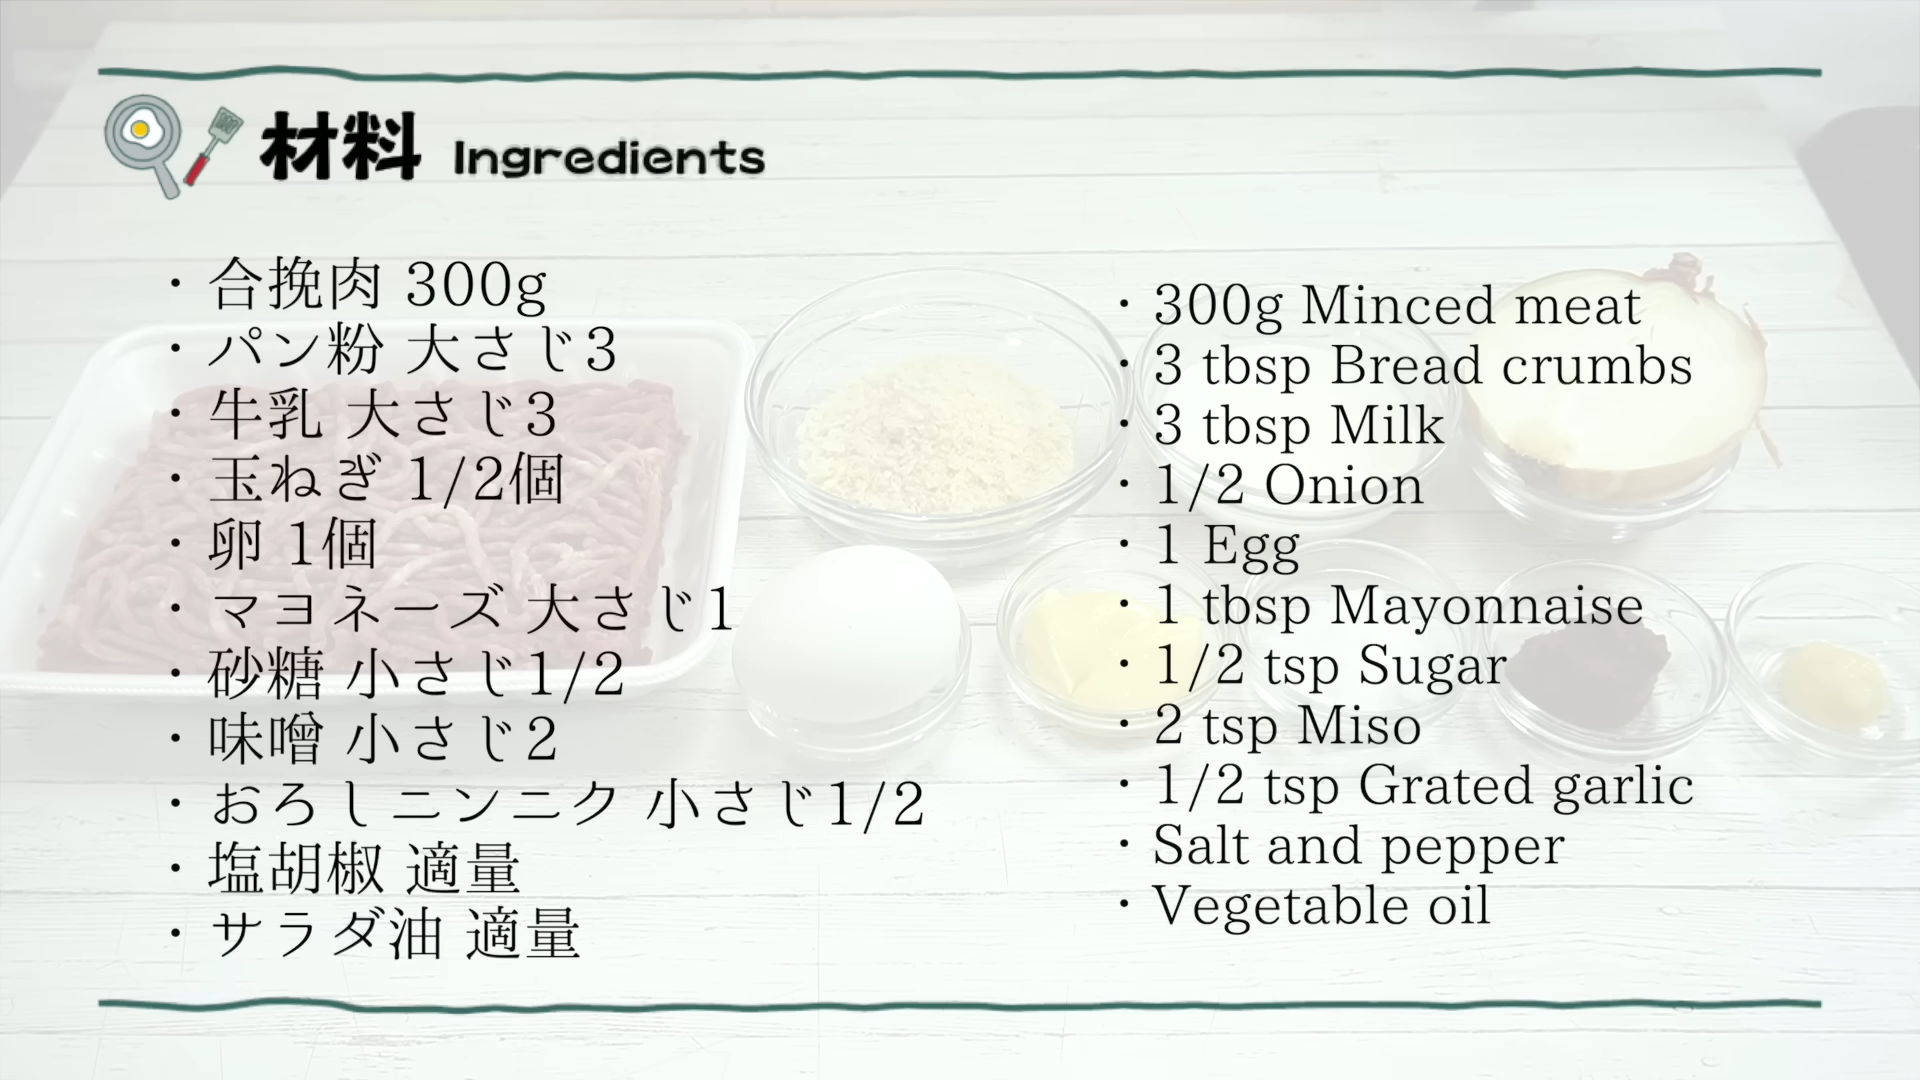 材料 Ingredients
・合挽肉 300g
・パン粉 大さじ3
・牛乳 大さじ3
・玉ねぎ 1/2個
・卵 1個
・マヨネーズ 大さじ1
・砂糖 小さじ1/2
・味噌 小さじ2
・おろしニンニク 小さじ1/2
・塩胡椒 適量
・サラダ油 適量
・300g Minced meat
・3 tbsp Bread crumbs
・3 tbsp Milk
・1/2 Onion
・1 Egg
・1 tbsp Mayonnaise
・1/2 tsp Sugar
・2 tsp Miso
・1/2 tsp Grated garlic
・Salt and pepper
・Vegetable oil